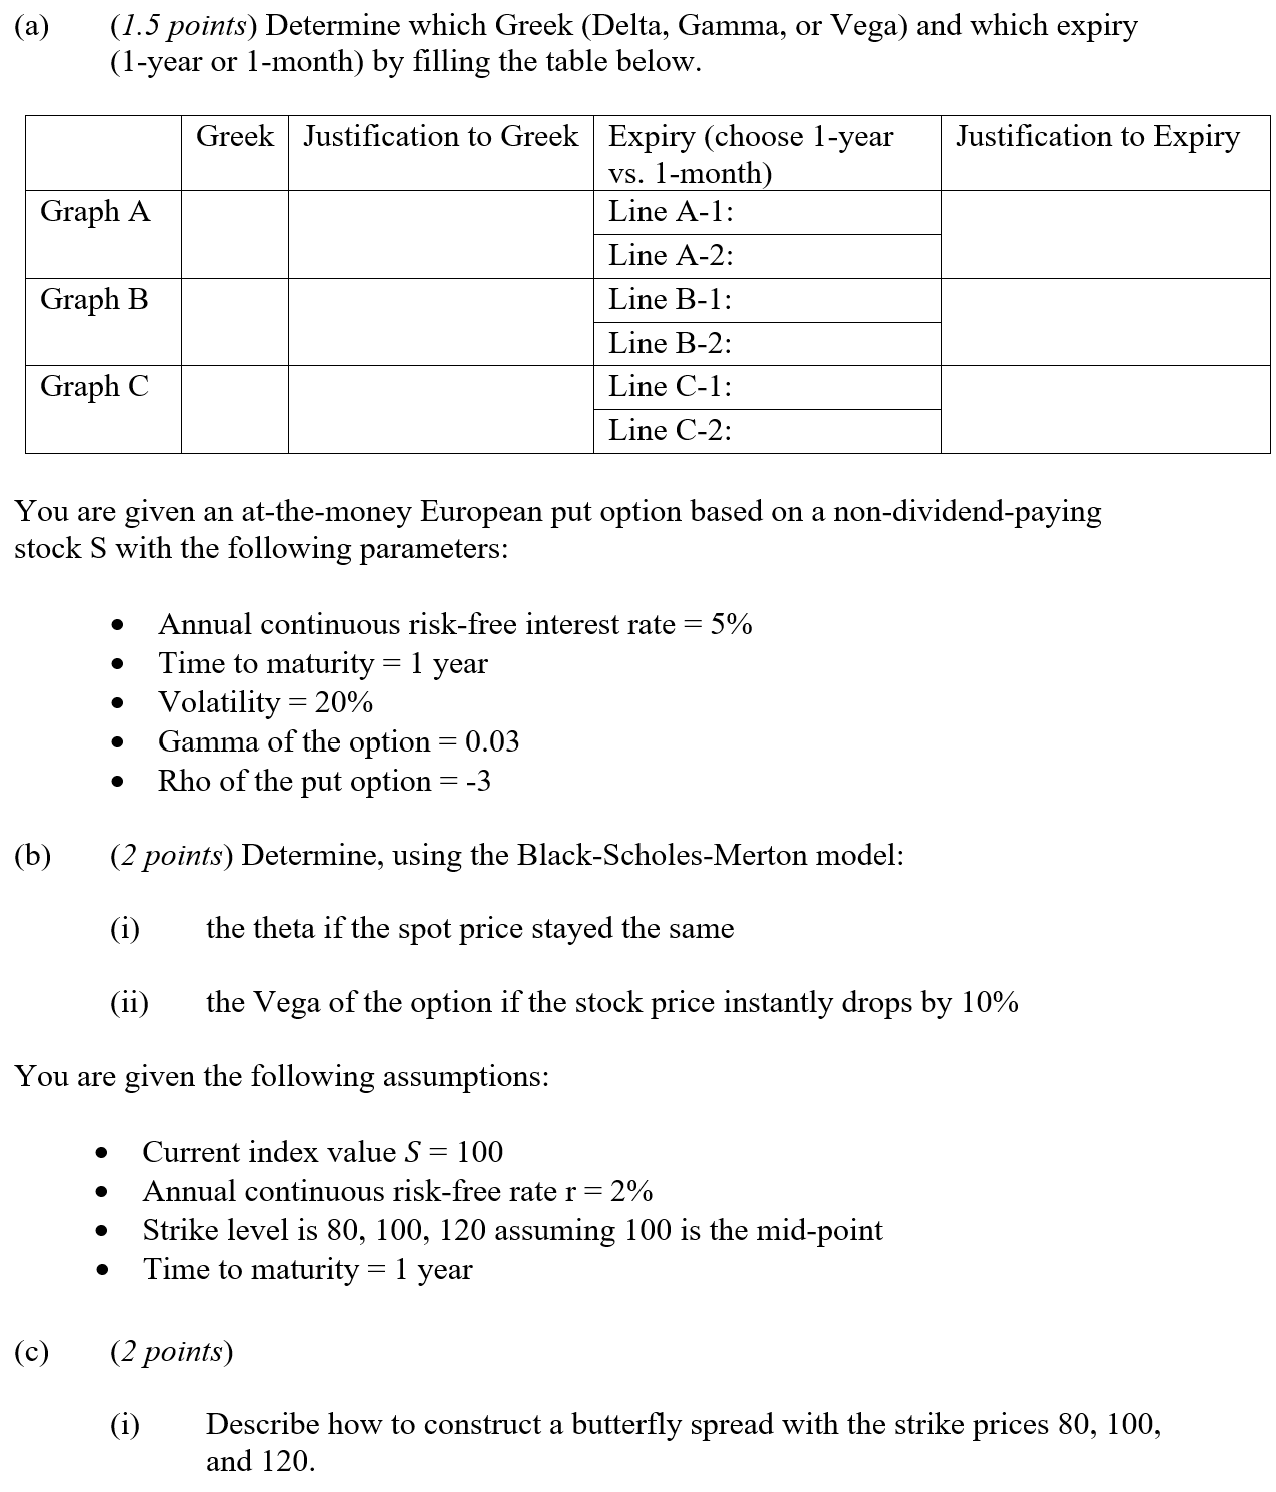 (a) (1.5 points) Determine which Greek (Delta, Gamma, or Vega) and which expiry
(1-year or 1-month) by filling the table below.
Greek Justification to Greek Expiry (choose 1-year Justification to Expiry
vs. 1-month)
Graph A Line A-1:
Line A-2:
Graph B Line B-1:
Line B-2:
Graph C Line C-1:
Line C-2:
You are given an at-the-money European put option based on a non-dividend-paying
stock S with the following parameters:
• Annual continuous risk-free interest rate = 5%
• Time to maturity = 1 year
• Volatility = 20%
• Gamma of the option = 0.03
• Rho of the put option = -3
(b) (2 points) Determine, using the Black-Scholes-Merton model:
(i) the theta if the spot price stayed the same
(ii) the Vega of the option if the stock price instantly drops by 10%
You are given the following assumptions:
• Current index value S = 100
• Annual continuous risk-free rate r = 2%
• Strike level is 80, 100, 120 assuming 100 is the mid-point
• Time to maturity = 1 year
(c) (2 points)
(i) Describe how to construct a butterfly spread with the strike prices 80, 100,
and 120.